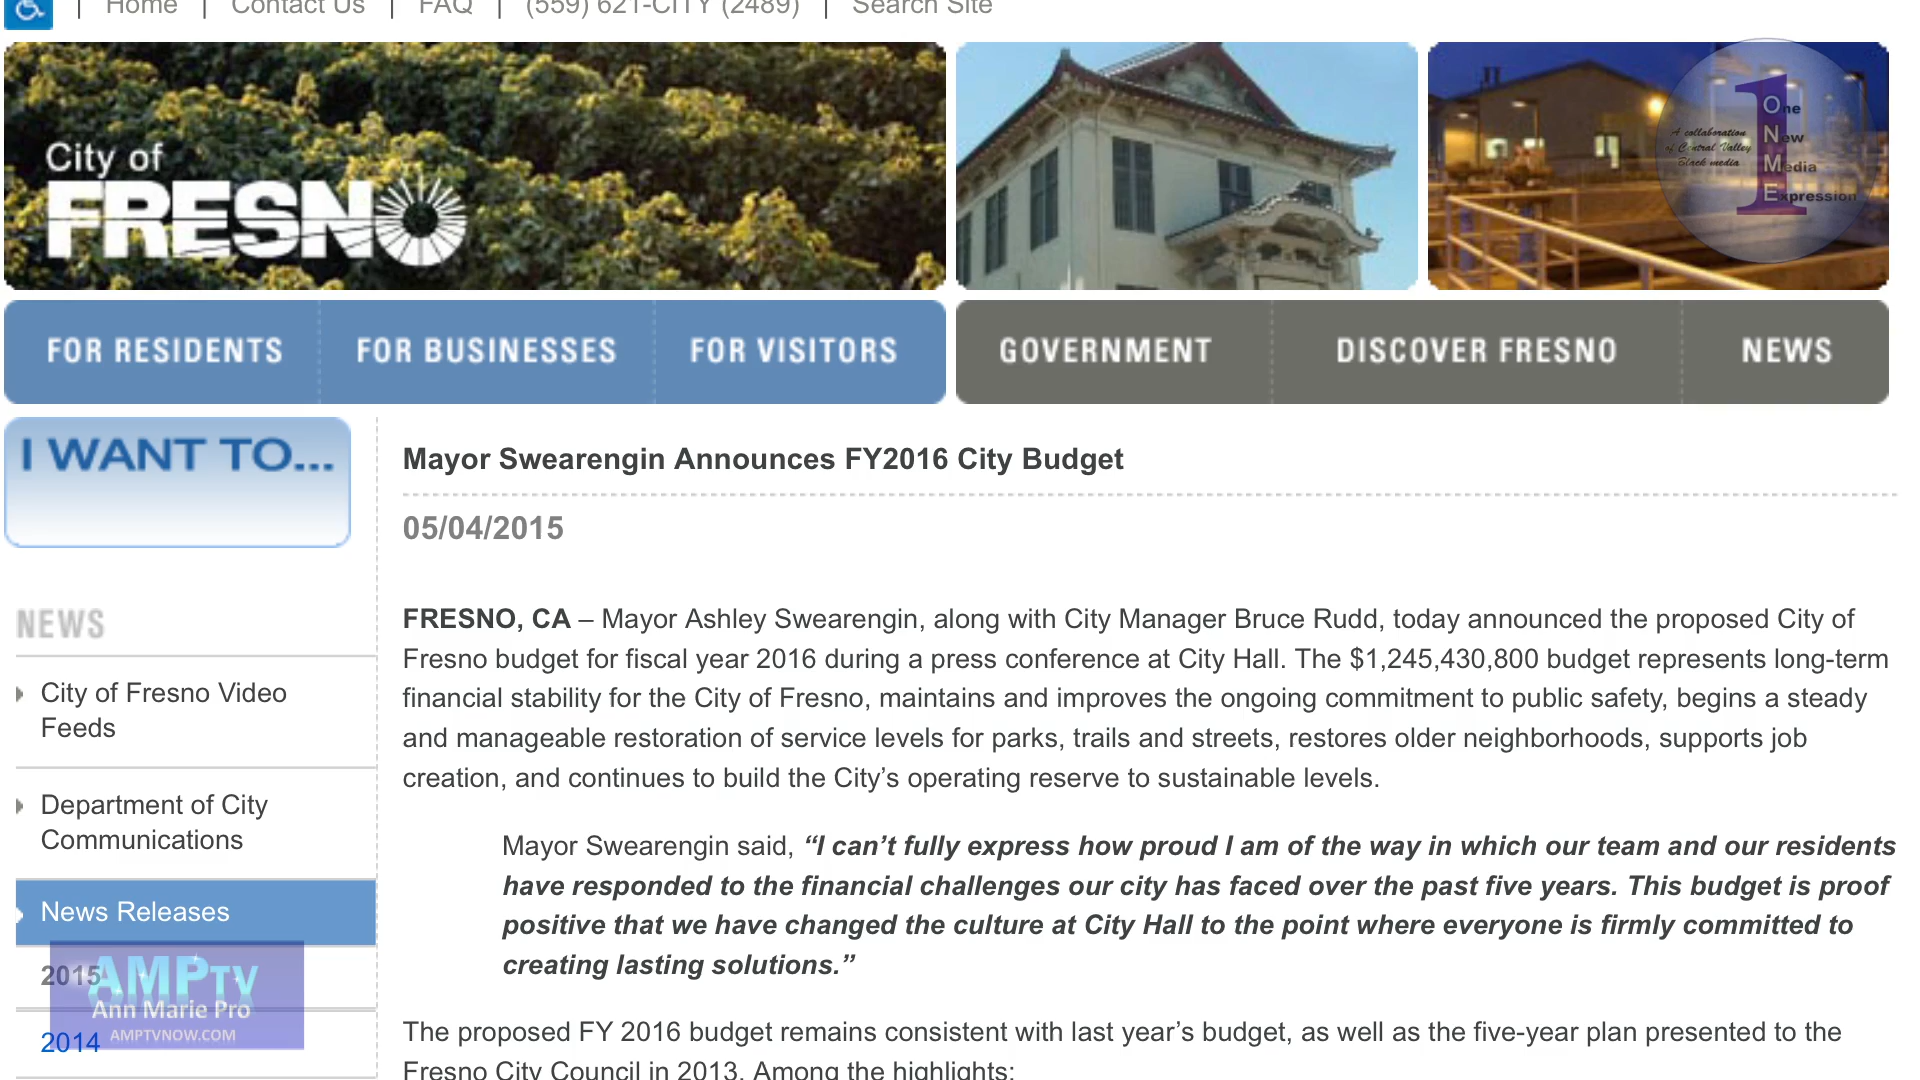 | Home | Contact Us | FAQ | (559) 621-CITY (2489) | Search Site
City of
FRESNO
A collaboration
of Central Valley
Black media
1
One
New
Media
Expression
FOR RESIDENTS
FOR BUSINESSES
FOR VISITORS
GOVERNMENT
DISCOVER FRESNO
NEWS
I WANT TO...
NEWS
City of Fresno Video
Feeds
Department of City
Communications
News Releases
2015
2014
AMPTV
Ann Marie Pro
AMPTVNOW.COM
Mayor Swearengin Announces FY2016 City Budget
05/04/2015
FRESNO, CA – Mayor Ashley Swearengin, along with City Manager Bruce Rudd, today announced the proposed City of
Fresno budget for fiscal year 2016 during a press conference at City Hall. The $1,245,430,800 budget represents long-term
financial stability for the City of Fresno, maintains and improves the ongoing commitment to public safety, begins a steady
and manageable restoration of service levels for parks, trails and streets, restores older neighborhoods, supports job
creation, and continues to build the City’s operating reserve to sustainable levels.
Mayor Swearengin said, “I can’t fully express how proud I am of the way in which our team and our residents
have responded to the financial challenges our city has faced over the past five years. This budget is proof
positive that we have changed the culture at City Hall to the point where everyone is firmly committed to
creating lasting solutions.”
The proposed FY 2016 budget remains consistent with last year’s budget, as well as the five-year plan presented to the
Fresno City Council in 2013. Among the highlights: